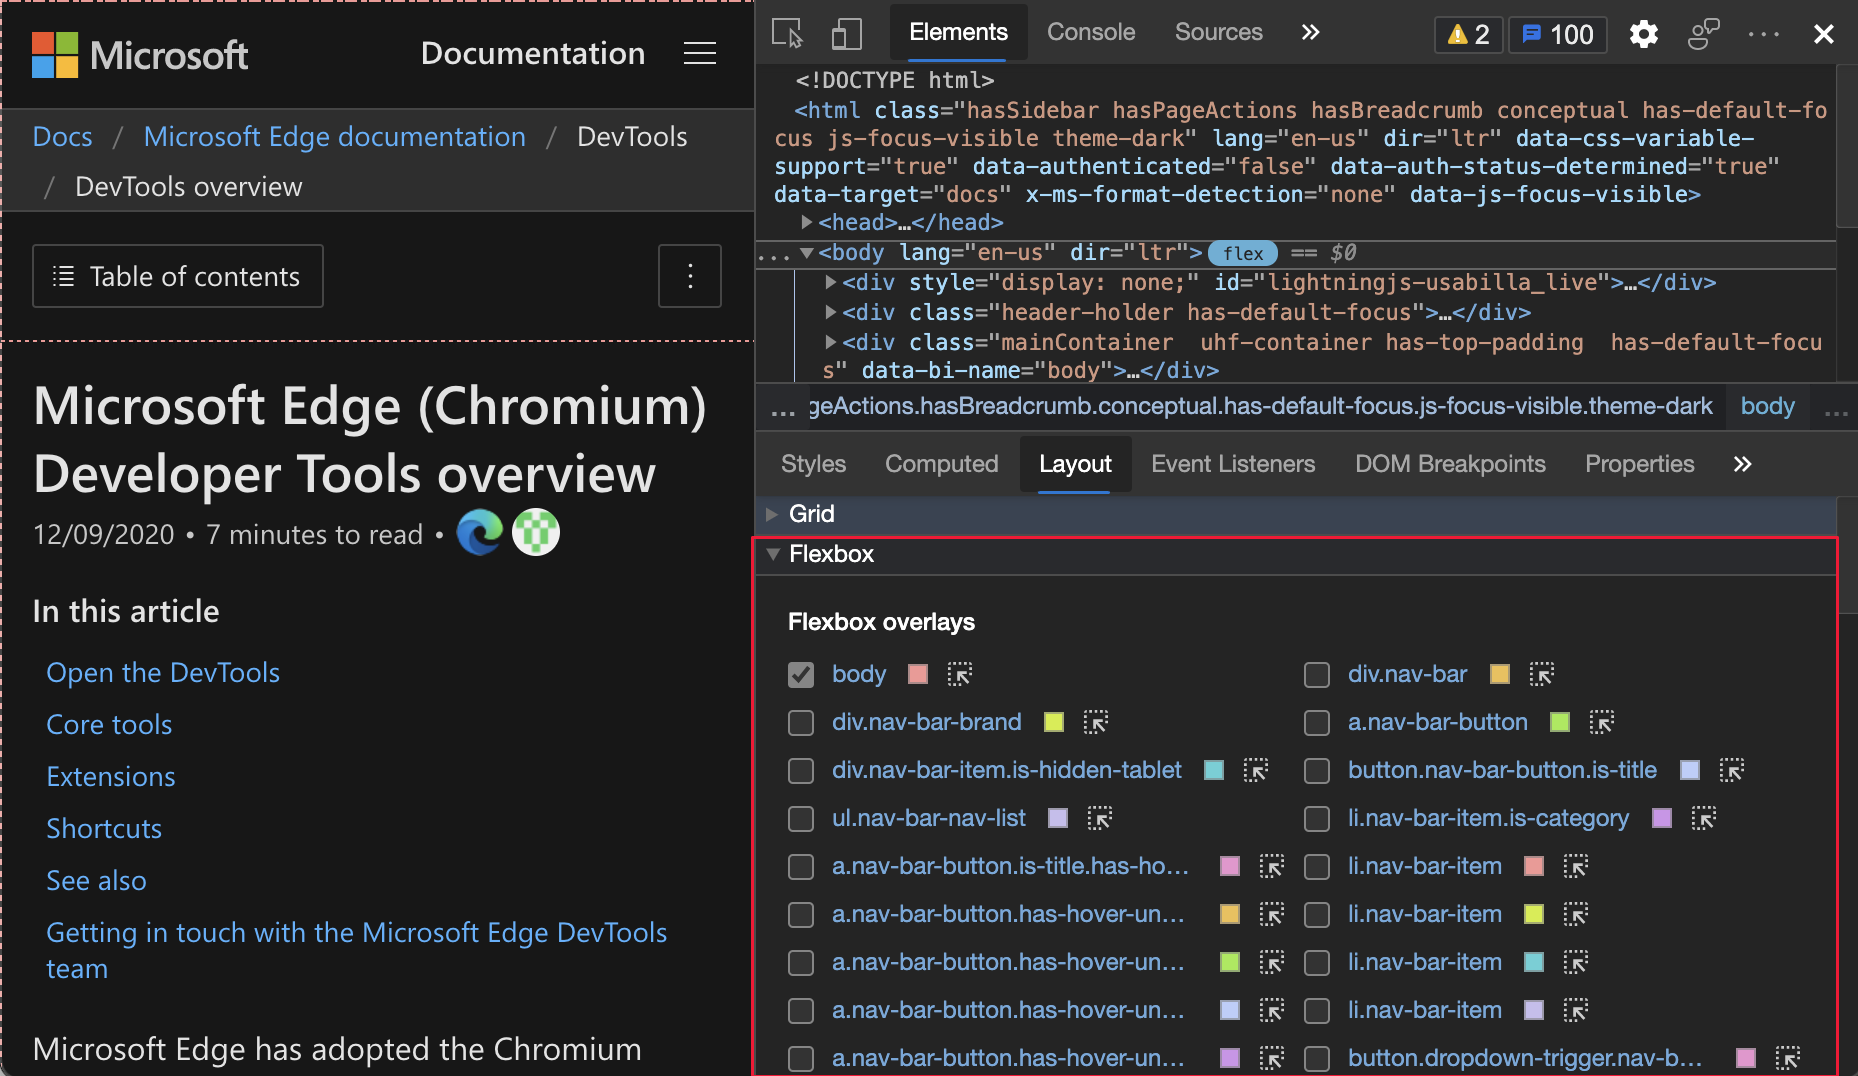 Microsoft
Documentation
Docs / Microsoft Edge documentation / DevTools
/ DevTools overview
Table of contents
Microsoft Edge (Chromium)
Developer Tools overview
12/09/2020 • 7 minutes to read •
In this article
Open the DevTools
Core tools
Extensions
Shortcuts
See also
Getting in touch with the Microsoft Edge DevTools
team
Microsoft Edge has adopted the Chromium
Elements Console Sources 2 100
<!DOCTYPE html>
<html class="hasSidebar hasPageActions hasBreadcrumb conceptual has-default-fo
cus js-focus-visible theme-dark" lang="en-us" dir="ltr" data-css-variable-
support="true" data-authenticated="false" data-auth-status-determined="true"
data-target="docs" x-ms-format-detection="none" data-js-focus-visible>
<head>…</head>
... <body lang="en-us" dir="ltr"> flex == $0
<div style="display: none;" id="lightningjs-usabilla_live">…</div>
<div class="header-holder has-default-focus">…</div>
<div class="mainContainer  uhf-container has-top-padding  has-default-focu
s" data-bi-name="body">…</div>
... geActions.hasBreadcrumb.conceptual.has-default-focus.js-focus-visible.theme-dark body ...
Styles Computed Layout Event Listeners DOM Breakpoints Properties
Grid
Flexbox
Flexbox overlays
body div.nav-bar
div.nav-bar-brand a.nav-bar-button
div.nav-bar-item.is-hidden-tablet button.nav-bar-button.is-title
ul.nav-bar-nav-list li.nav-bar-item.is-category
a.nav-bar-button.is-title.has-ho… li.nav-bar-item
a.nav-bar-button.has-hover-un… li.nav-bar-item
a.nav-bar-button.has-hover-un… li.nav-bar-item
a.nav-bar-button.has-hover-un… li.nav-bar-item
a.nav-bar-button.has-hover-un… button.dropdown-trigger.nav-b…